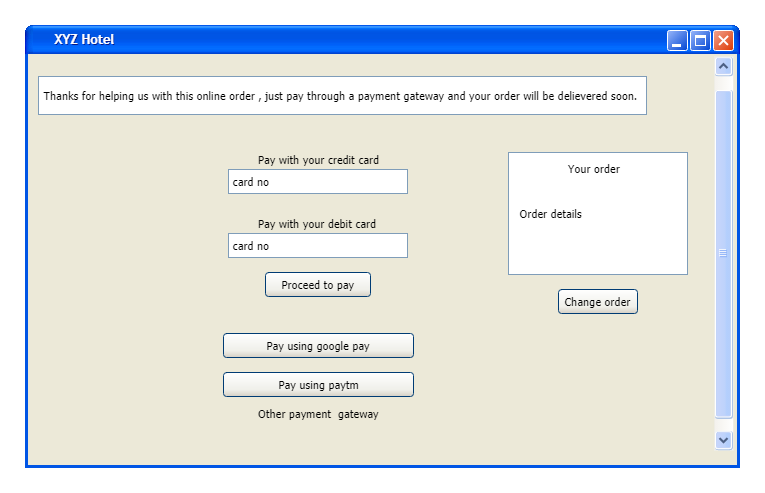 XYZ Hotel
Thanks for helping us with this online order , just pay through a payment gateway and your order will be delievered soon.
Pay with your credit card
card no
Pay with your debit card
card no
Proceed to pay
Your order
Order details
Change order
Pay using google pay
Pay using paytm
Other payment  gateway